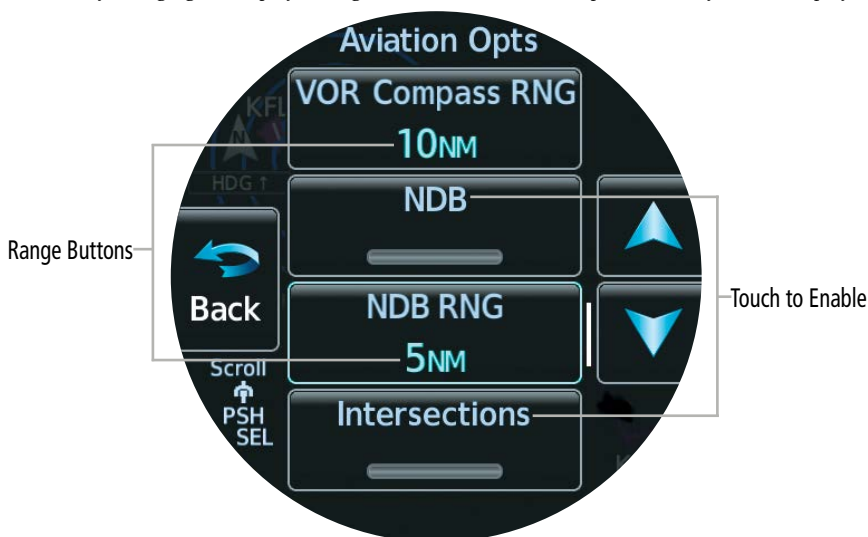 Aviation Opts
VOR Compass RNG
10NM
KFL
N
HDG ↑
NDB
Range Buttons
Back
NDB RNG
5NM
Touch to Enable
Scroll
PSH
SEL
Intersections